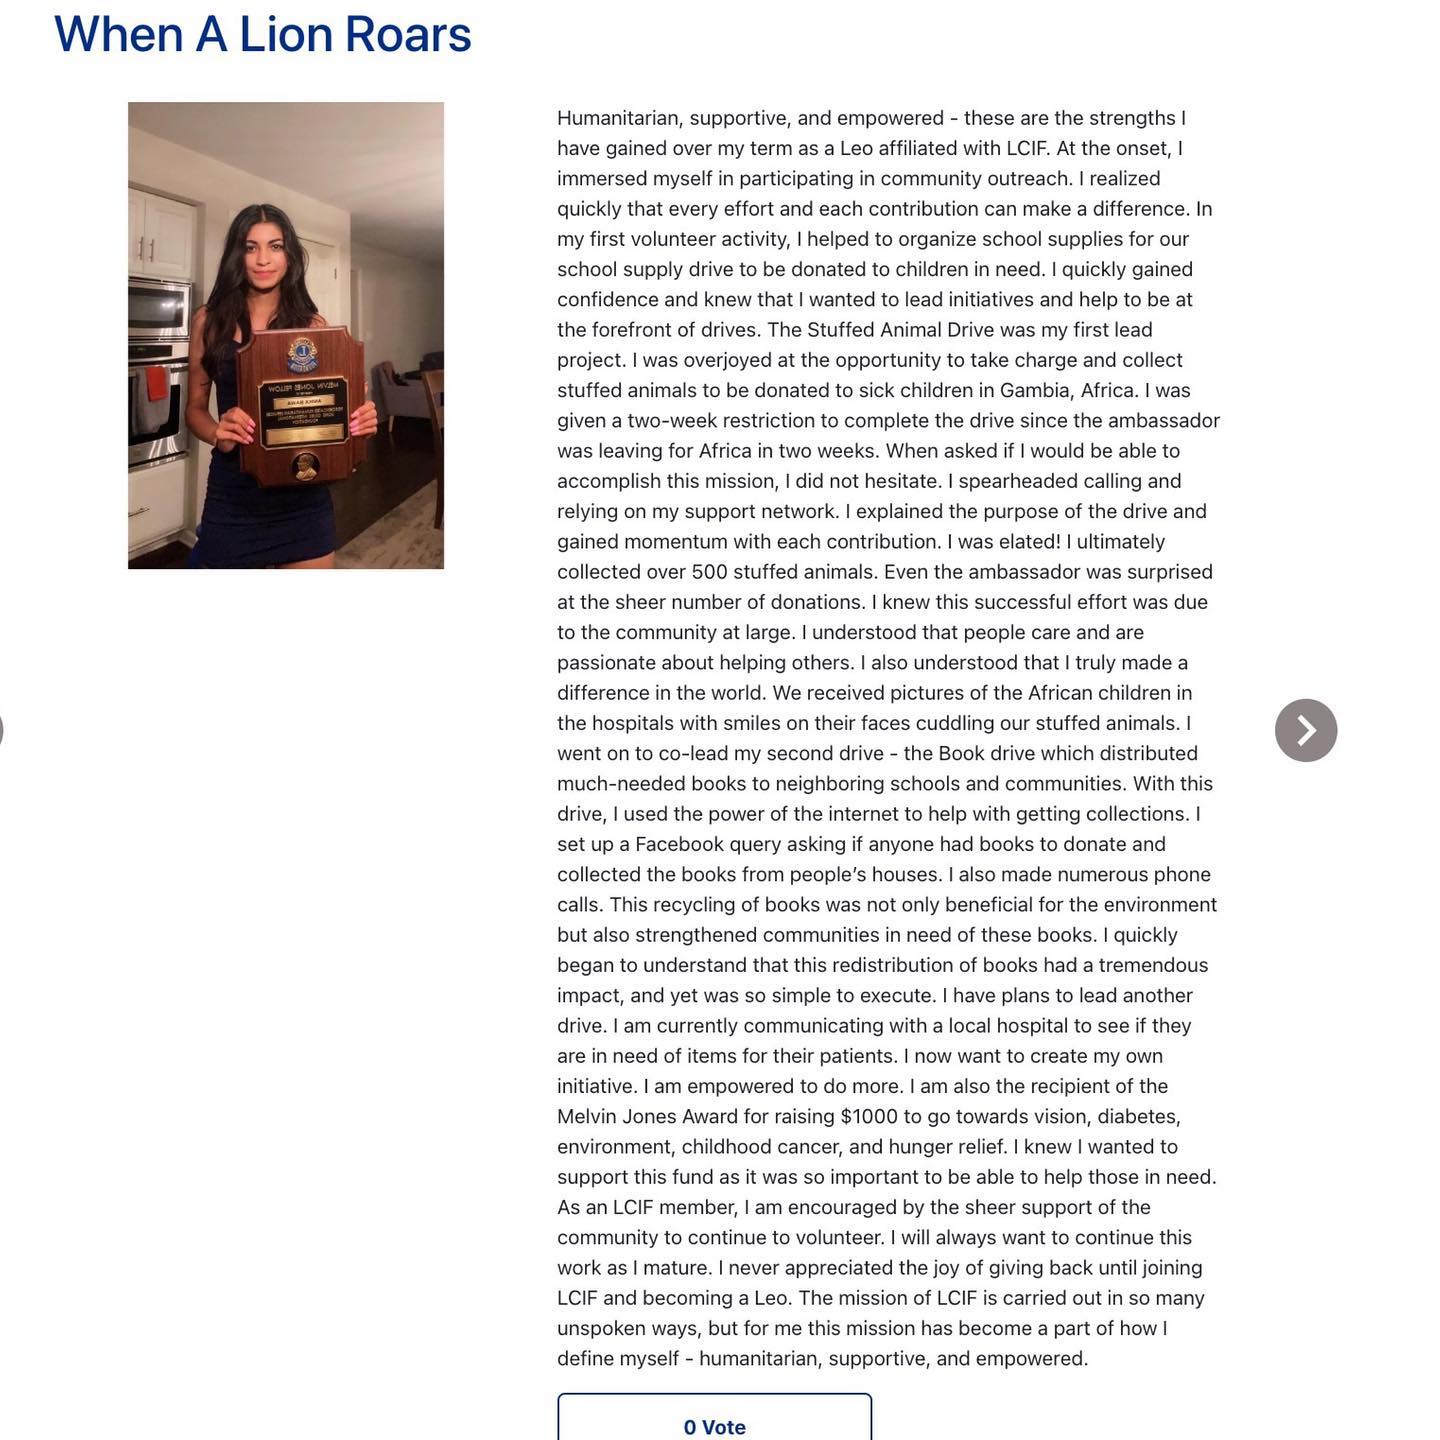 When A Lion Roars
Humanitarian, supportive, and empowered - these are the strengths I
have gained over my term as a Leo affiliated with LCIF. At the onset, I
immersed myself in participating in community outreach. I realized
quickly that every effort and each contribution can make a difference. In
my first volunteer activity, I helped to organize school supplies for our
school supply drive to be donated to children in need. I quickly gained
confidence and knew that I wanted to lead initiatives and help to be at
the forefront of drives. The Stuffed Animal Drive was my first lead
project. I was overjoyed at the opportunity to take charge and collect
stuffed animals to be donated to sick children in Gambia, Africa. I was
given a two-week restriction to complete the drive since the ambassador
was leaving for Africa in two weeks. When asked if I would be able to
accomplish this mission, I did not hesitate. I spearheaded calling and
relying on my support network. I explained the purpose of the drive and
gained momentum with each contribution. I was elated! I ultimately
collected over 500 stuffed animals. Even the ambassador was surprised
at the sheer number of donations. I knew this successful effort was due
to the community at large. I understood that people care and are
passionate about helping others. I also understood that I truly made a
difference in the world. We received pictures of the African children in
the hospitals with smiles on their faces cuddling our stuffed animals. I
went on to co-lead my second drive - the Book drive which distributed
much-needed books to neighboring schools and communities. With this
drive, I used the power of the internet to help with getting collections. I
set up a Facebook query asking if anyone had books to donate and
collected the books from people’s houses. I also made numerous phone
calls. This recycling of books was not only beneficial for the environment
but also strengthened communities in need of these books. I quickly
began to understand that this redistribution of books had a tremendous
impact, and yet was so simple to execute. I have plans to lead another
drive. I am currently communicating with a local hospital to see if they
are in need of items for their patients. I now want to create my own
initiative. I am empowered to do more. I am also the recipient of the
Melvin Jones Award for raising $1000 to go towards vision, diabetes,
environment, childhood cancer, and hunger relief. I knew I wanted to
support this fund as it was so important to be able to help those in need.
As an LCIF member, I am encouraged by the sheer support of the
community to continue to volunteer. I will always want to continue this
work as I mature. I never appreciated the joy of giving back until joining
LCIF and becoming a Leo. The mission of LCIF is carried out in so many
unspoken ways, but for me this mission has become a part of how I
define myself - humanitarian, supportive, and empowered.
0 Vote
MELVIN JONES FELLOW